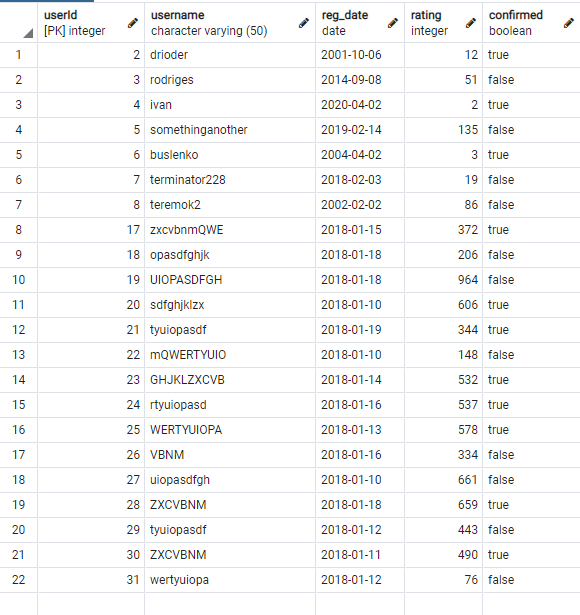 userId username reg_date rating confirmed
[PK] integer character varying (50) date integer boolean
1 2 drioder 2001-10-06 12 true
2 3 rodriges 2014-09-08 51 false
3 4 ivan 2020-04-02 2 true
4 5 somethinganother 2019-02-14 135 false
5 6 buslenko 2004-04-02 3 true
6 7 terminator228 2018-02-03 19 false
7 8 teremok2 2002-02-02 86 false
8 17 zxcvbnmQWE 2018-01-15 372 true
9 18 opasdfghjk 2018-01-18 206 false
10 19 UIOPASDFGH 2018-01-18 964 false
11 20 sdfghjklzx 2018-01-10 606 true
12 21 tyuiopasdf 2018-01-19 344 true
13 22 mQWERTYUIO 2018-01-10 148 false
14 23 GHJKLZXCVB 2018-01-14 532 true
15 24 rtyuiopasd 2018-01-16 537 true
16 25 WERTYUIOPA 2018-01-13 578 true
17 26 VBNM 2018-01-16 334 false
18 27 uiopasdfgh 2018-01-10 661 false
19 28 ZXCVBNM 2018-01-18 659 true
20 29 tyuiopasdf 2018-01-12 443 false
21 30 ZXCVBNM 2018-01-11 490 true
22 31 wertyuiopa 2018-01-12 76 false